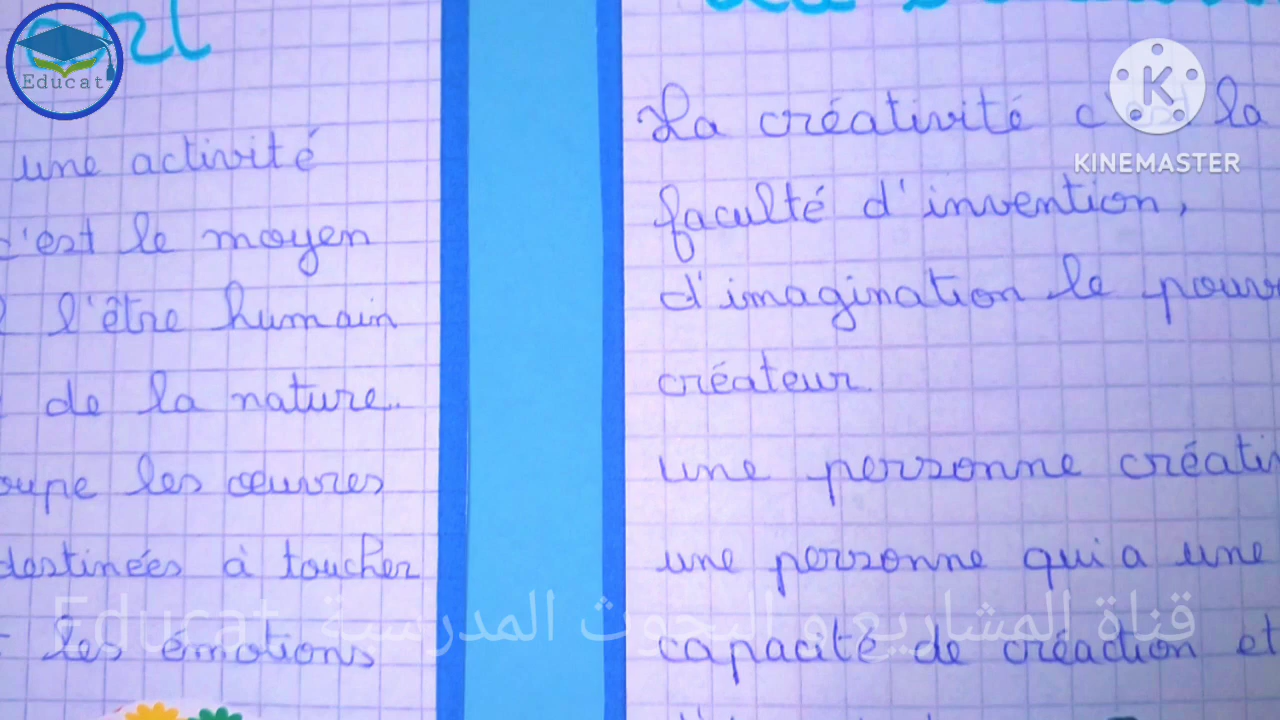 Educat
une activité
c'est le moyen
l'être humain
de la nature.
les œuvres
destinées à toucher
les émotions
La créativité c'est la
faculté d'invention,
d'imagination le
créateur.
une personne
une personne qui a une
capacité de créaction et
KINEMASTER
Educat قناة المشاريع و البحوث المدرسية